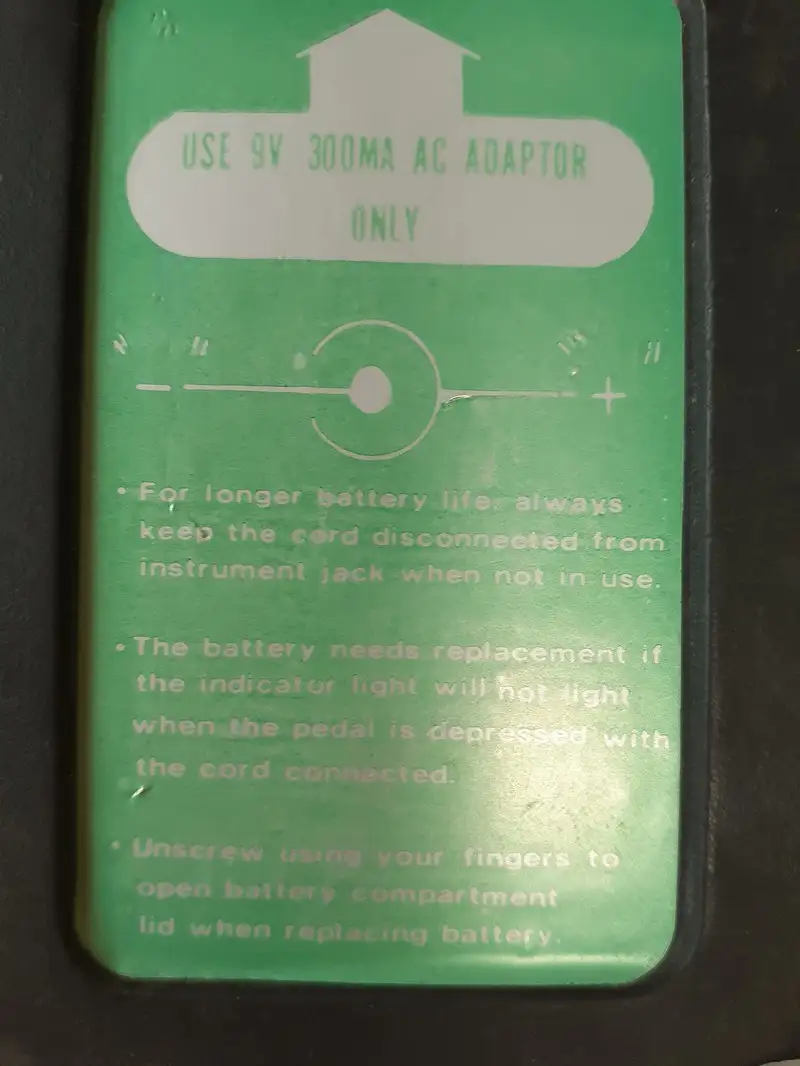 USE 9V 300MA AC ADAPTOR
ONLY
− +
• For longer battery life, always
keep the cord disconnected from
instrument jack when not in use.
• The battery needs replacement if
the indicator light will not light
when the pedal is depressed with
the cord connected.
• Unscrew using your fingers to
open battery compartment
lid when replacing battery.